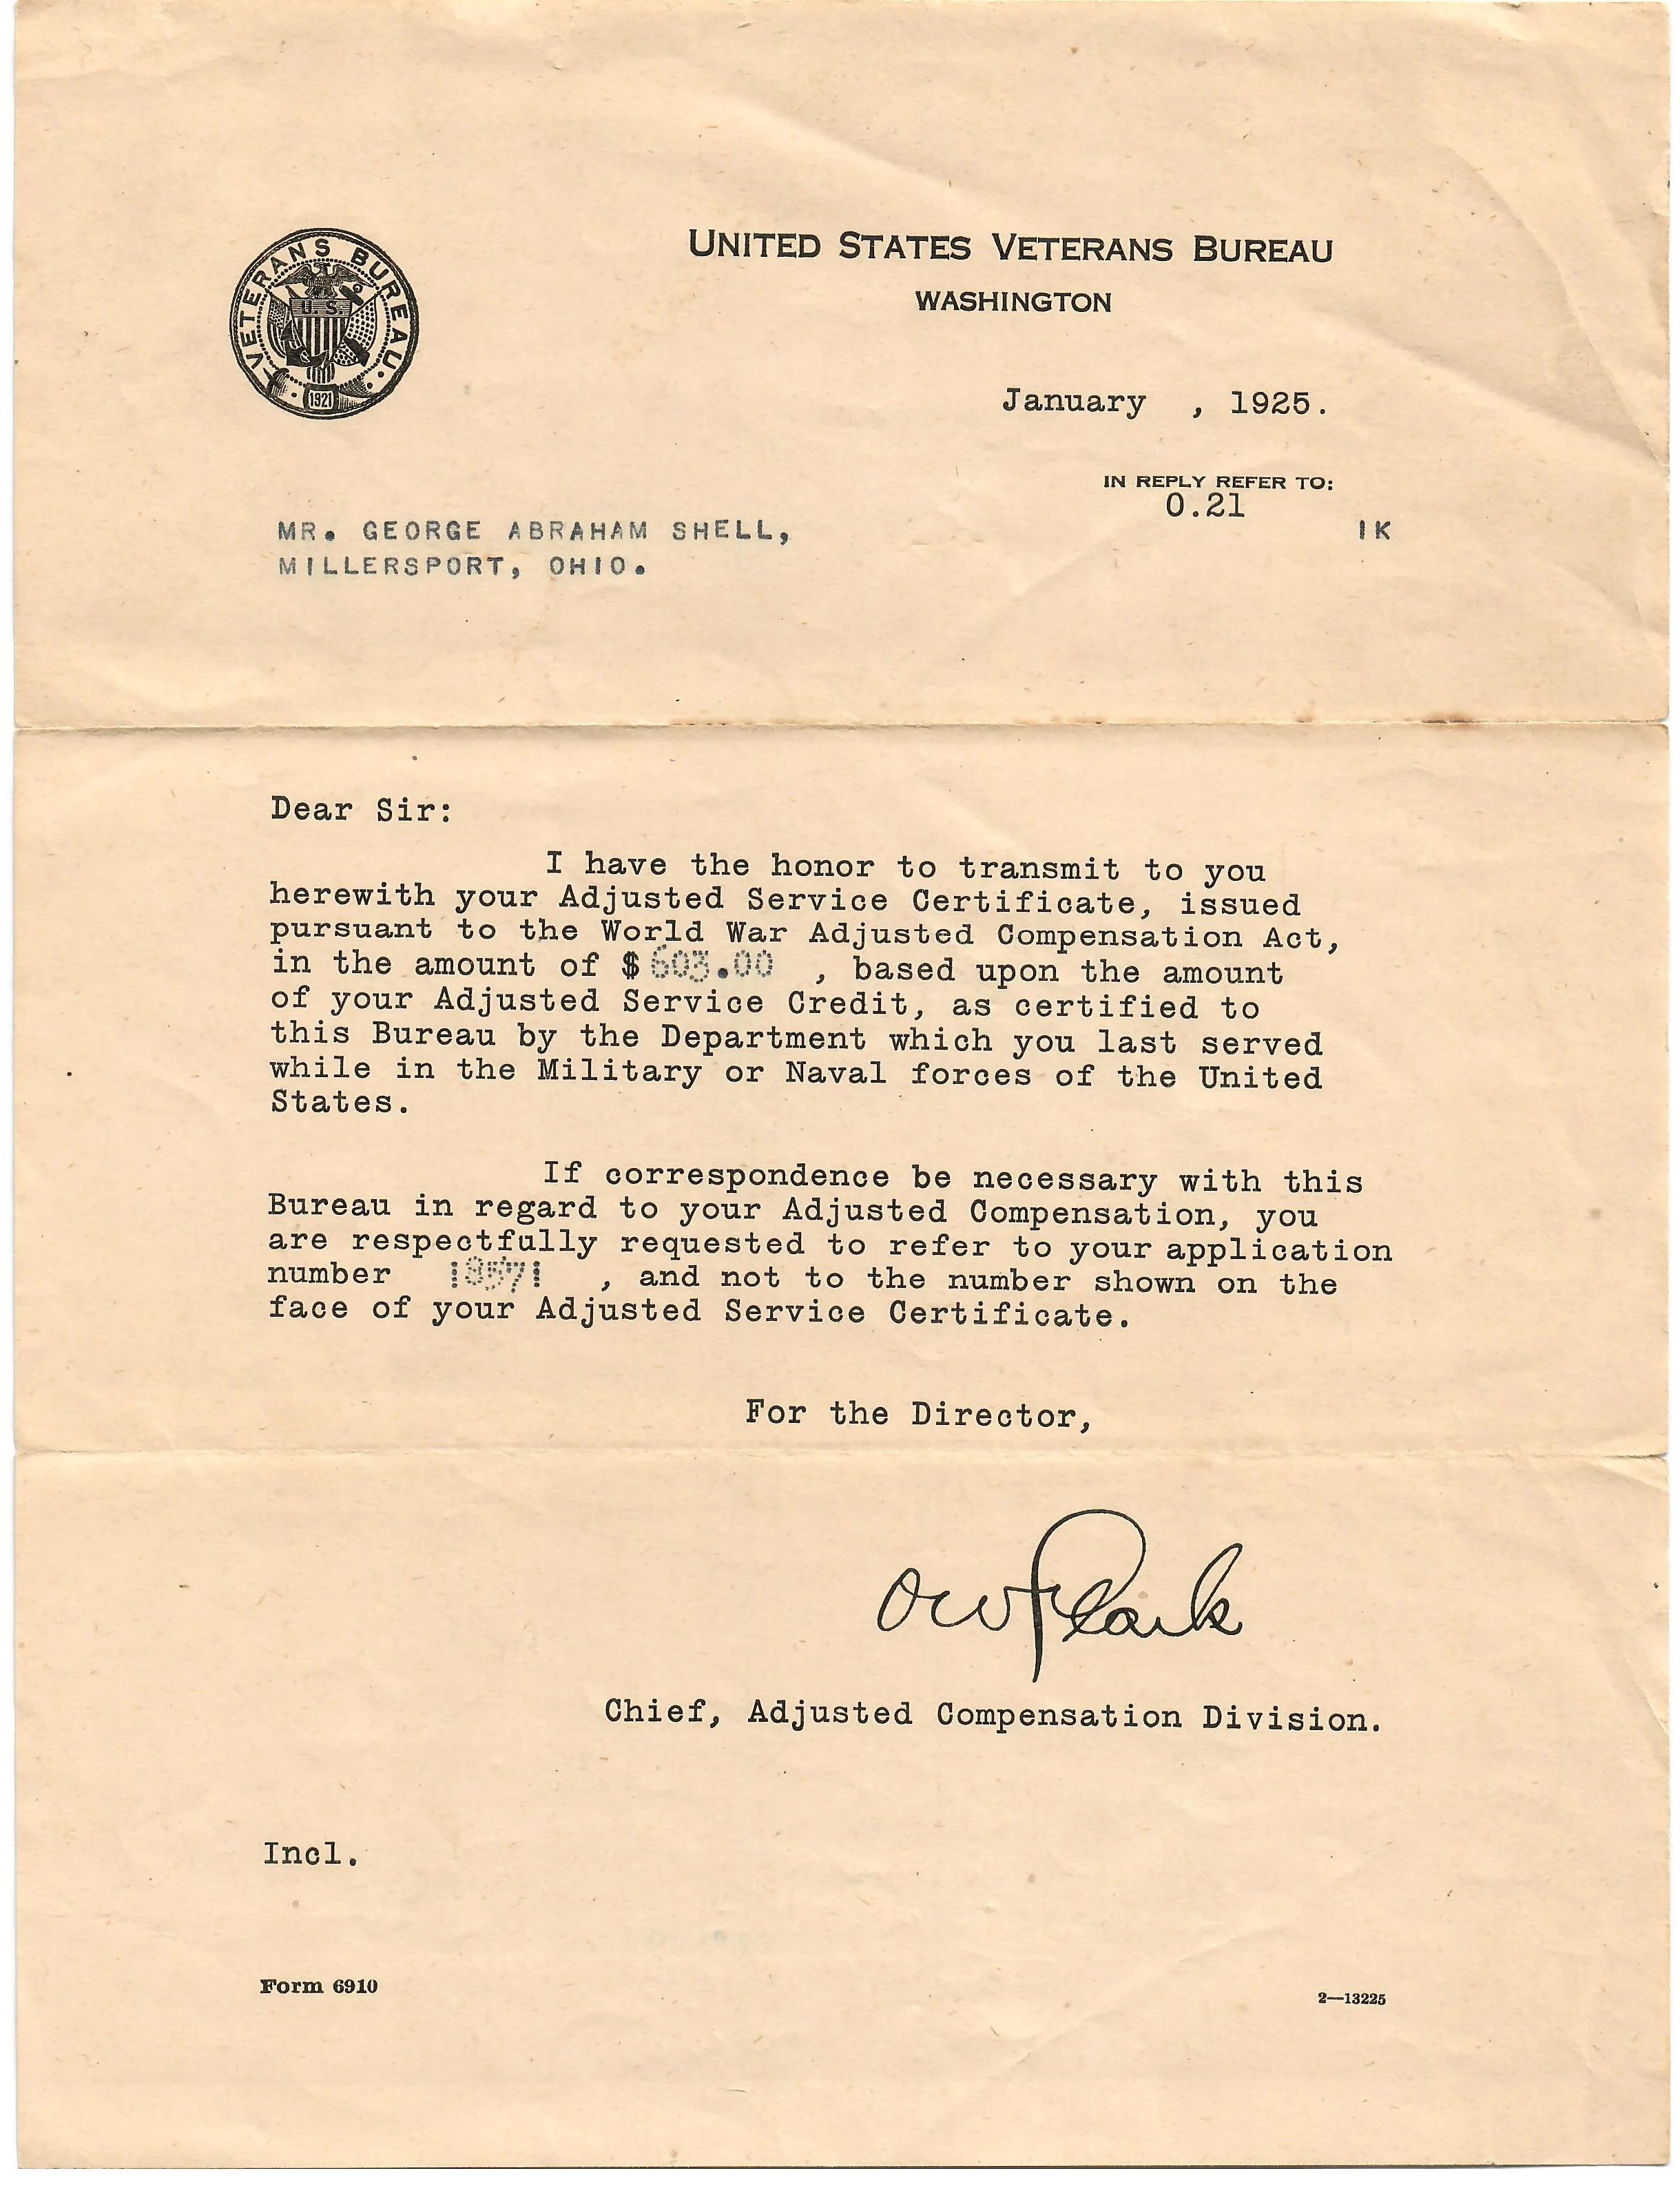 VETERANS BUREAU.
U.S.
1921
UNITED STATES VETERANS BUREAU
WASHINGTON
January , 1925.
IN REPLY REFER TO:
0.21
IK
MR. GEORGE ABRAHAM SHELL,
MILLERSPORT, OHIO.
Dear Sir:
I have the honor to transmit to you
herewith your Adjusted Service Certificate, issued
pursuant to the World War Adjusted Compensation Act,
in the amount of $603.00 , based upon the amount
of your Adjusted Service Credit, as certified to
this Bureau by the Department which you last served
while in the Military or Naval forces of the United
States.
If correspondence be necessary with this
Bureau in regard to your Adjusted Compensation, you
are respectfully requested to refer to your application
number 18571 , and not to the number shown on the
face of your Adjusted Service Certificate.
For the Director,
OW Clark
Chief, Adjusted Compensation Division.
Incl.
Form 6910
2—13225